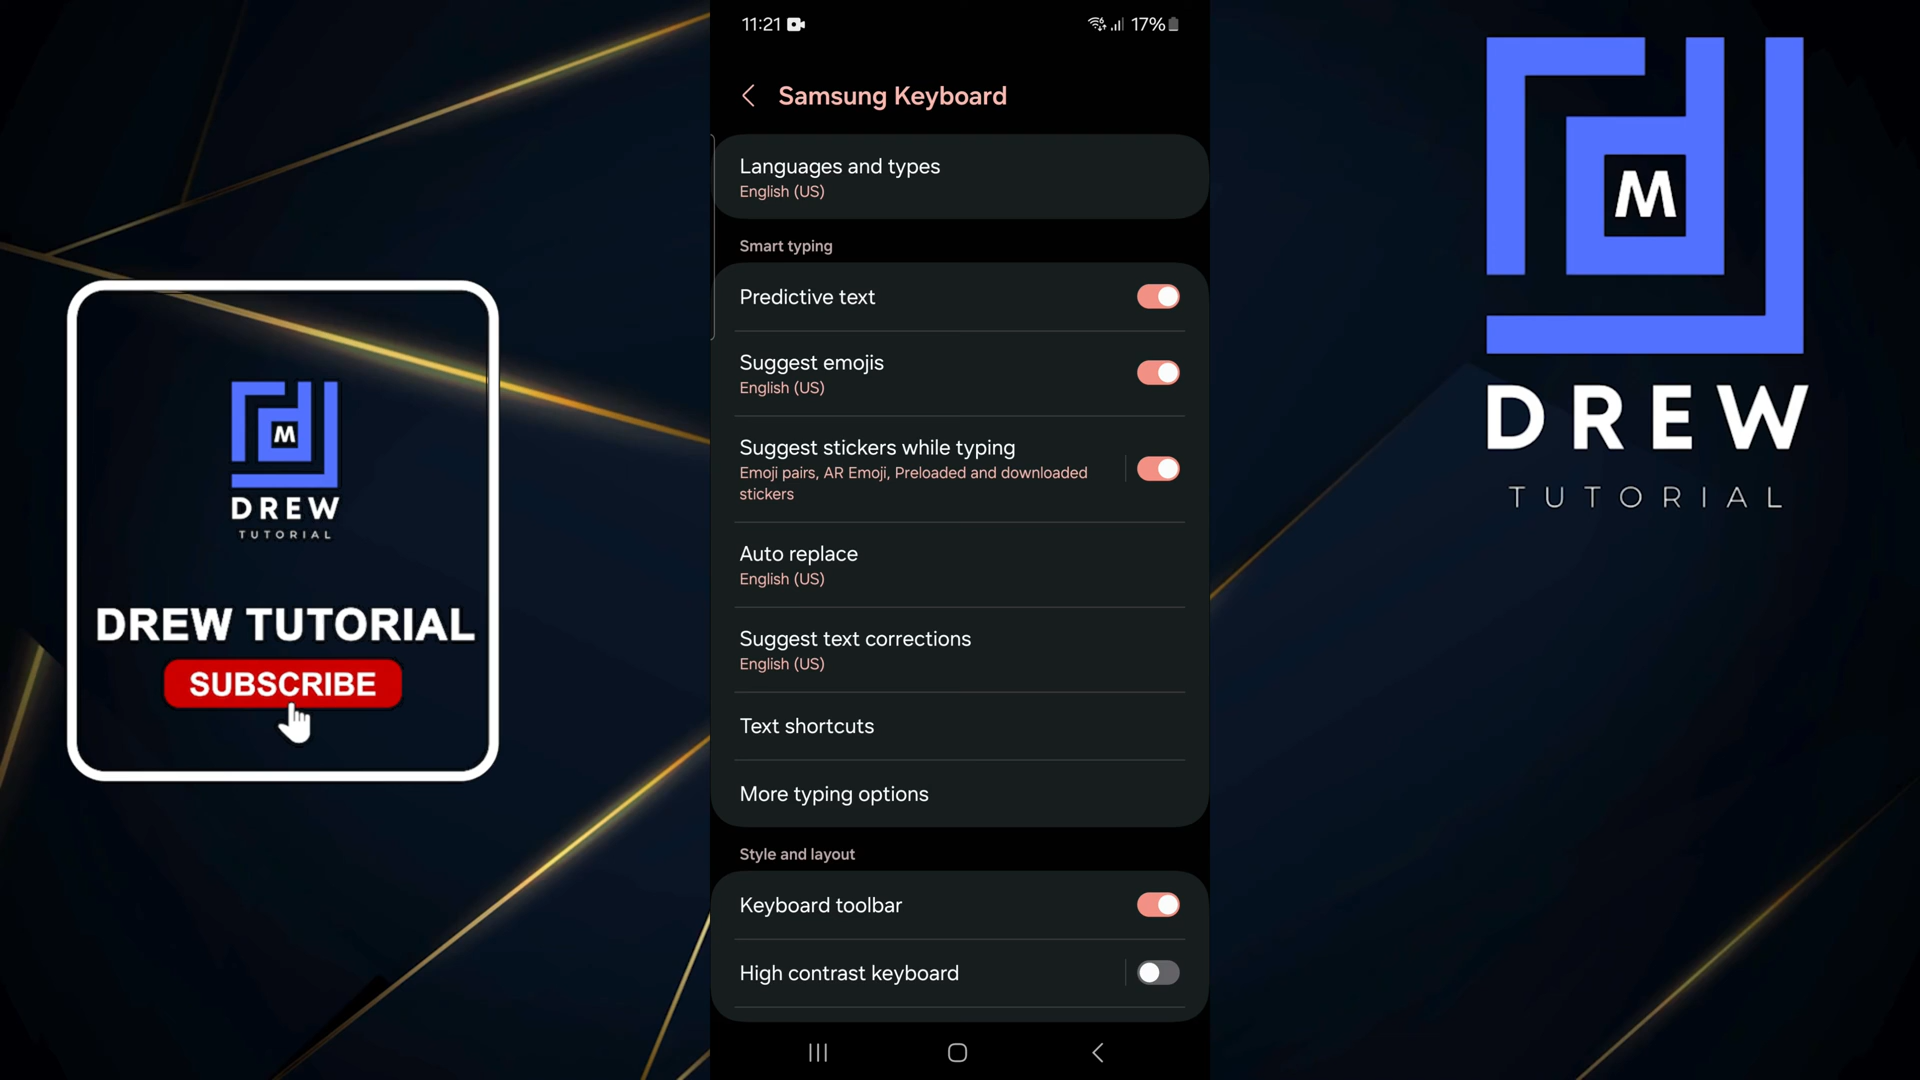 11:21
17%
Samsung Keyboard
Languages and types
English (US)
Smart typing
Predictive text
Suggest emojis
English (US)
Suggest stickers while typing
Emoji pairs, AR Emoji, Preloaded and downloaded
stickers
Auto replace
English (US)
Suggest text corrections
English (US)
Text shortcuts
More typing options
Style and layout
Keyboard toolbar
High contrast keyboard
M
DREW
TUTORIAL
DREW TUTORIAL
SUBSCRIBE
M
DREW
TUTORIAL